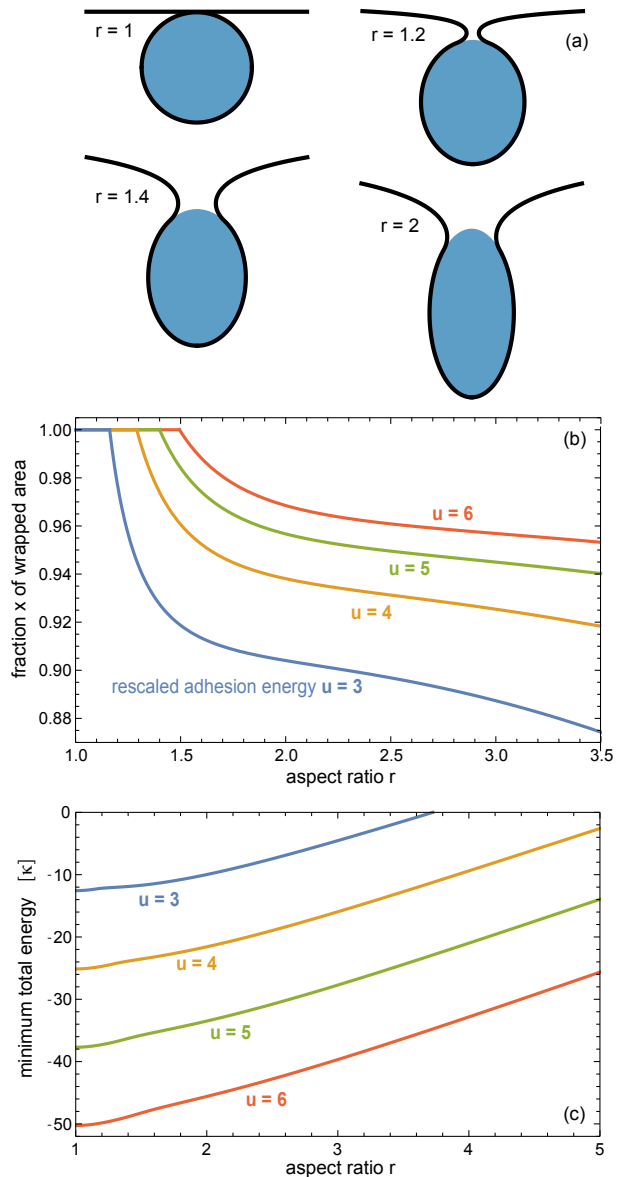 r = 1
r = 1.2
(a)
r = 1.4
r = 2
fraction x of wrapped area
1.00
0.98
0.96
0.94
0.92
0.90
0.88
(b)
u = 6
u = 5
u = 4
rescaled adhesion energy u = 3
1.0 1.5 2.0 2.5 3.0 3.5
aspect ratio r
minimum total energy [κ]
0
-10
-20
-30
-40
-50
u = 3
u = 4
u = 5
u = 6
(c)
1 2 3 4 5
aspect ratio r